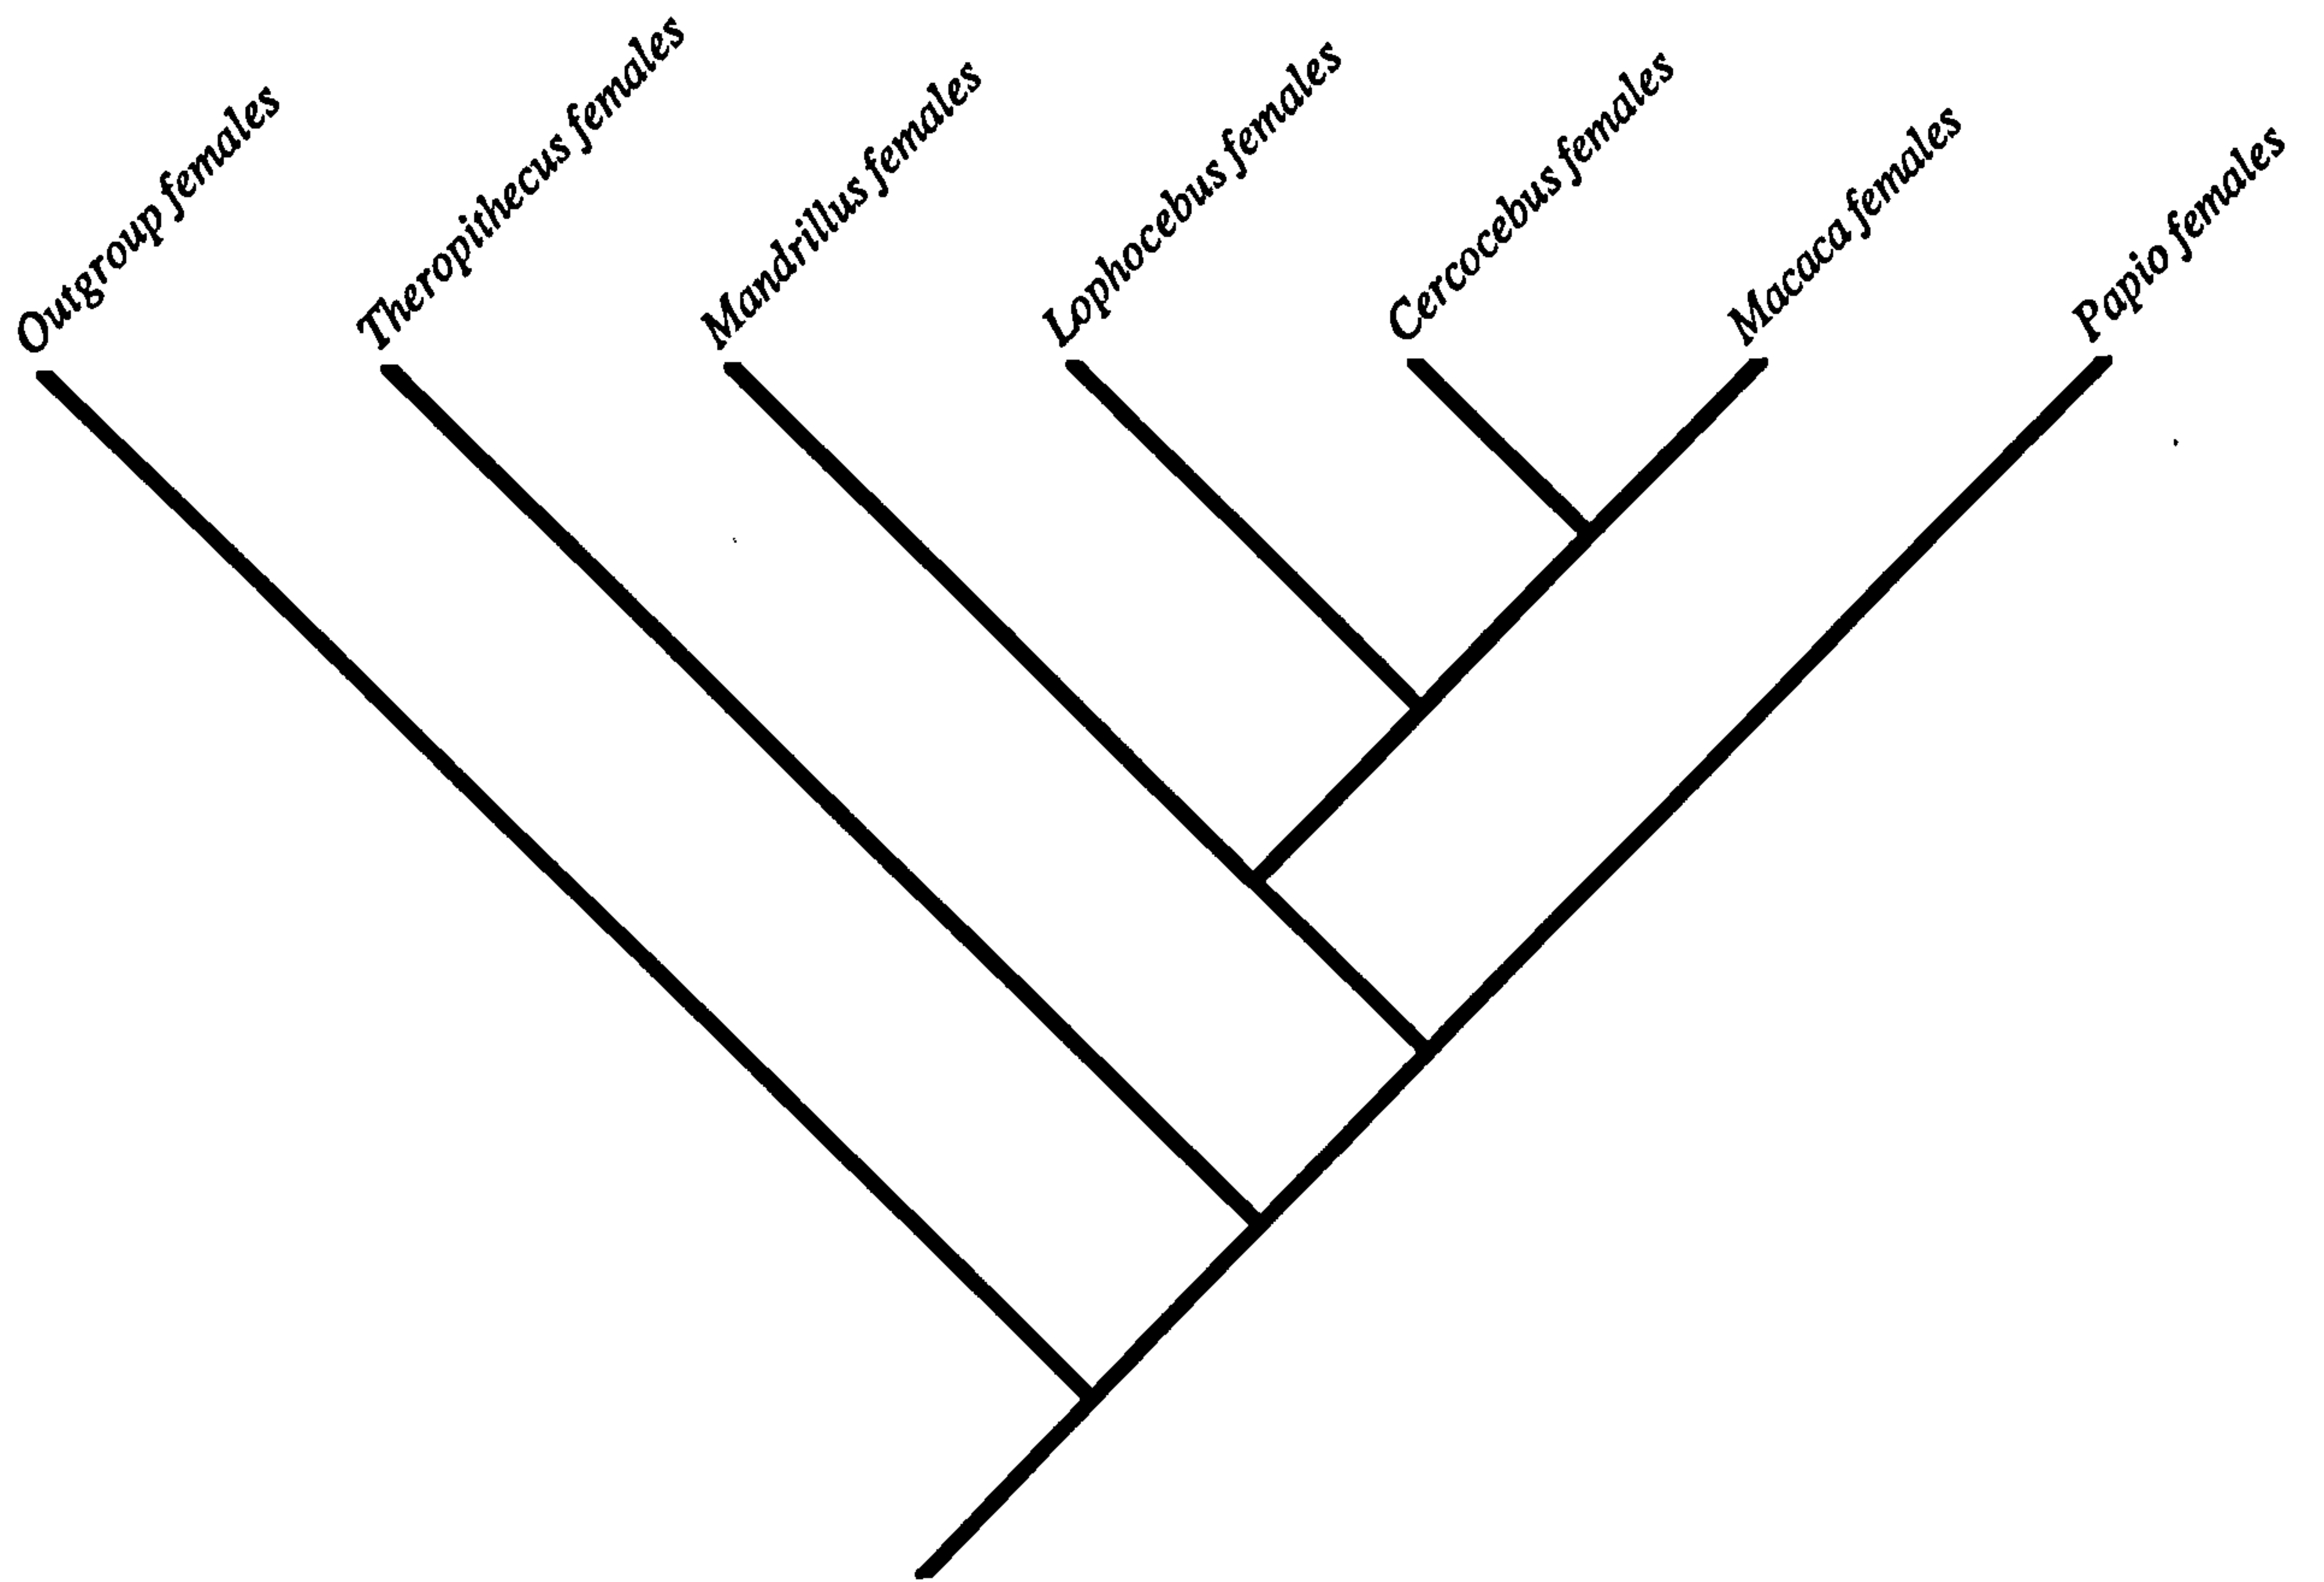 Outgroup females
Theropithecus females
Mandrillus females
Lophocebus females
Cercocebus females
Macaca females
Papio females